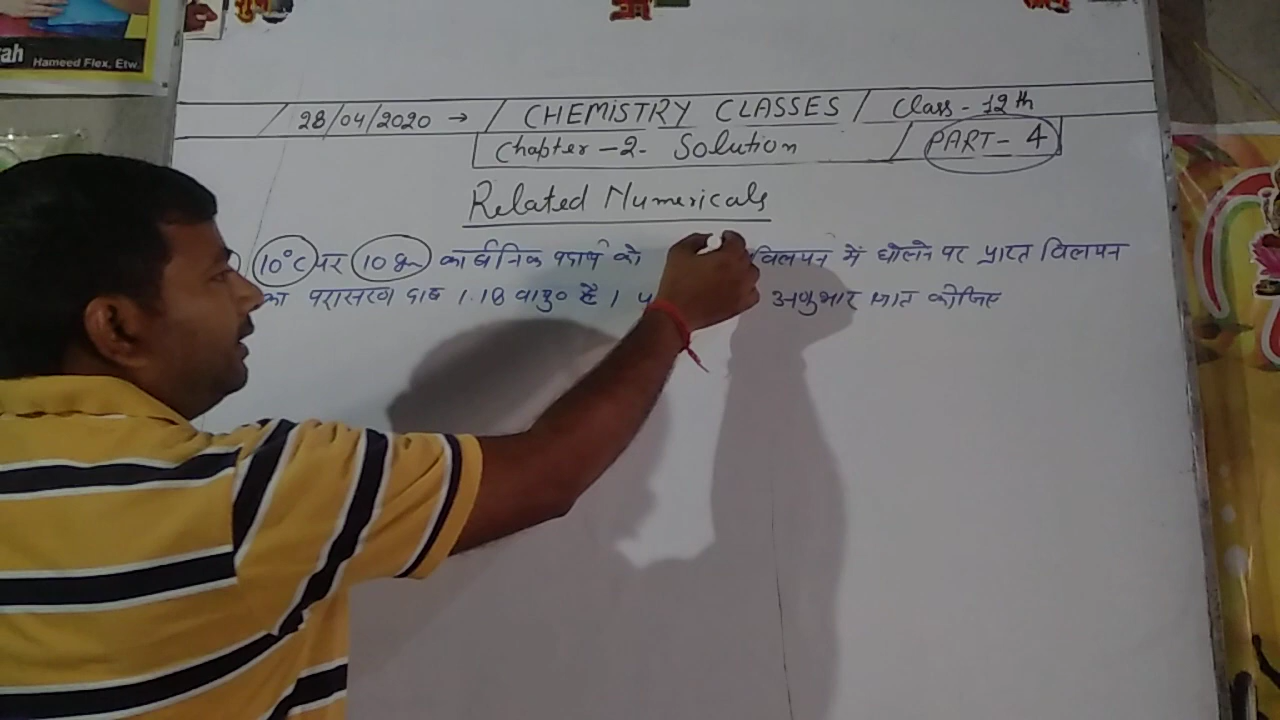 ah Hameed Flex, Etw.
28/04/2020 → / CHEMISTRY CLASSES / Class - 12th
Chapter - 2 - Solution / PART - 4
Related Numericals
10°C पर 10 gm कार्बनिक पदार्थ को विलयन में घोलने पर प्राप्त विलयन
का परासरण दाब 1.18 वायु० है । अणुभार ज्ञात कीजिए